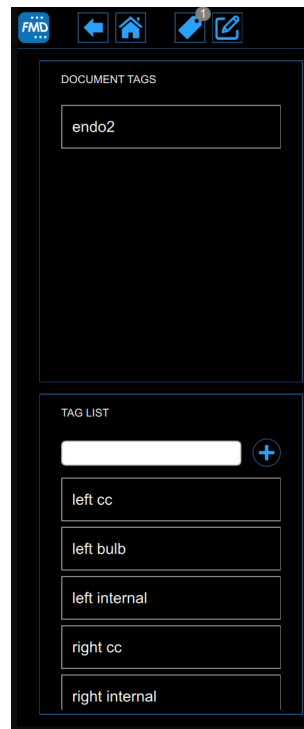 FMD
1
DOCUMENT TAGS
endo2
TAG LIST
left cc
left bulb
left internal
right cc
right internal